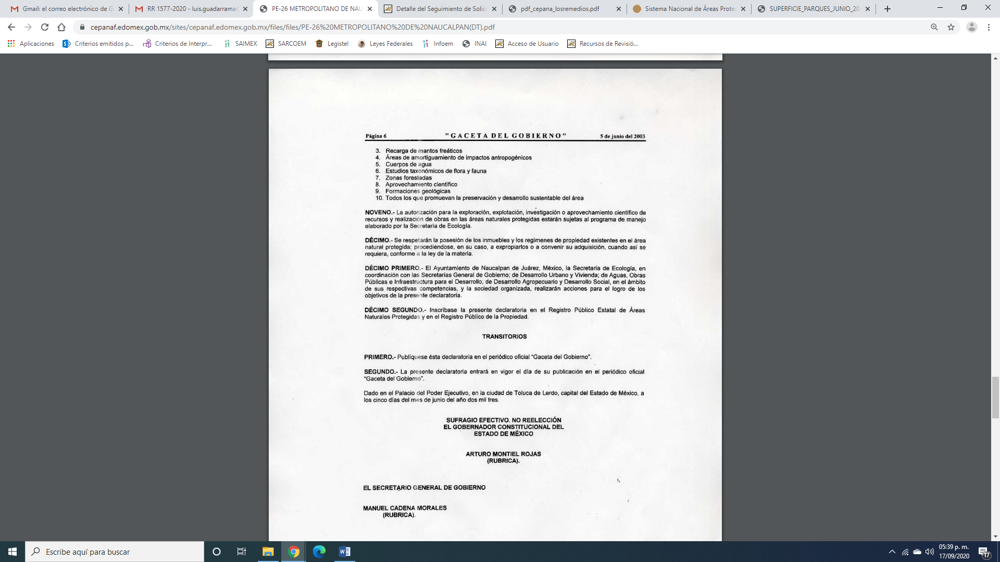 Gmail: el correo electrónico de G
RR 1577-2020 - luis.guadarrama
PE-26 METROPOLITANO DE NAU
Detalle del Seguimiento de Solici
pdf_cepana_losremedios.pdf
Sistema Nacional de Áreas Prote
SUPERFICIE_PARQUES_JUNIO_20
cepanaf.edomex.gob.mx/sites/cepanaf.edomex.gob.mx/files/files/PE-26%20METROPOLITANO%20DE%20NAUCALPAN(DT).pdf
Aplicaciones
Criterios emitidos p...
Criterios de Interpr...
SAIMEX
SARCOEM
Legistel
Leyes Federales
Infoem
INAI
Acceso de Usuario
Recursos de Revisió...
Página 6 "GACETA DEL GOBIERNO" 5 de junio del 2003
3. Recarga de mantos freáticos
4. Áreas de amortiguamiento de impactos antropogénicos
5. Cuerpos de agua
6. Estudios taxonómicos de flora y fauna
7. Zonas forestadas
8. Aprovechamiento científico
9. Formaciones geológicas
10. Todos los que promuevan la preservación y desarrollo sustentable del área
NOVENO.- La autorización para la exploración, explotación, investigación o aprovechamiento científico de
recursos y realización de obras en las áreas naturales protegidas estarán sujetas al programa de manejo
elaborado por la Secretaría de Ecología.
DÉCIMO.- Se respetarán la posesión de los inmuebles y los regímenes de propiedad existentes en el área
natural protegida; procediéndose, en su caso, a expropiarlos o a convenir su adquisición, cuando así se
requiera, conforme a la ley de la materia.
DÉCIMO PRIMERO.- El Ayuntamiento de Naucalpan de Juárez, México, la Secretaría de Ecología, en
coordinación con las Secretarías General de Gobierno; de Desarrollo Urbano y Vivienda; de Aguas, Obras
Públicas e Infraestructura para el Desarrollo; de Desarrollo Agropecuario y Desarrollo Social, en el ámbito
de sus respectivas competencias, y la sociedad organizada, realizarán acciones para el logro de los
objetivos de la presente declaratoria.
DÉCIMO SEGUNDO.- Inscríbase la presente declaratoria en el Registro Público Estatal de Áreas
Naturales Protegidas y en el Registro Público de la Propiedad.
TRANSITORIOS
PRIMERO.- Publíquese ésta declaratoria en el periódico oficial "Gaceta del Gobierno".
SEGUNDO.- La presente declaratoria entrará en vigor el día de su publicación en el periódico oficial
"Gaceta del Gobierno".
Dado en el Palacio del Poder Ejecutivo, en la ciudad de Toluca de Lerdo, capital del Estado de México, a
los cinco días del mes de junio del año dos mil tres.
SUFRAGIO EFECTIVO. NO REELECCIÓN
EL GOBERNADOR CONSTITUCIONAL DEL
ESTADO DE MÉXICO
ARTURO MONTIEL ROJAS
(RUBRICA).
EL SECRETARIO GENERAL DE GOBIERNO
MANUEL CADENA MORALES
(RUBRICA).
Escribe aquí para buscar
05:39 p. m.
17/09/2020
17